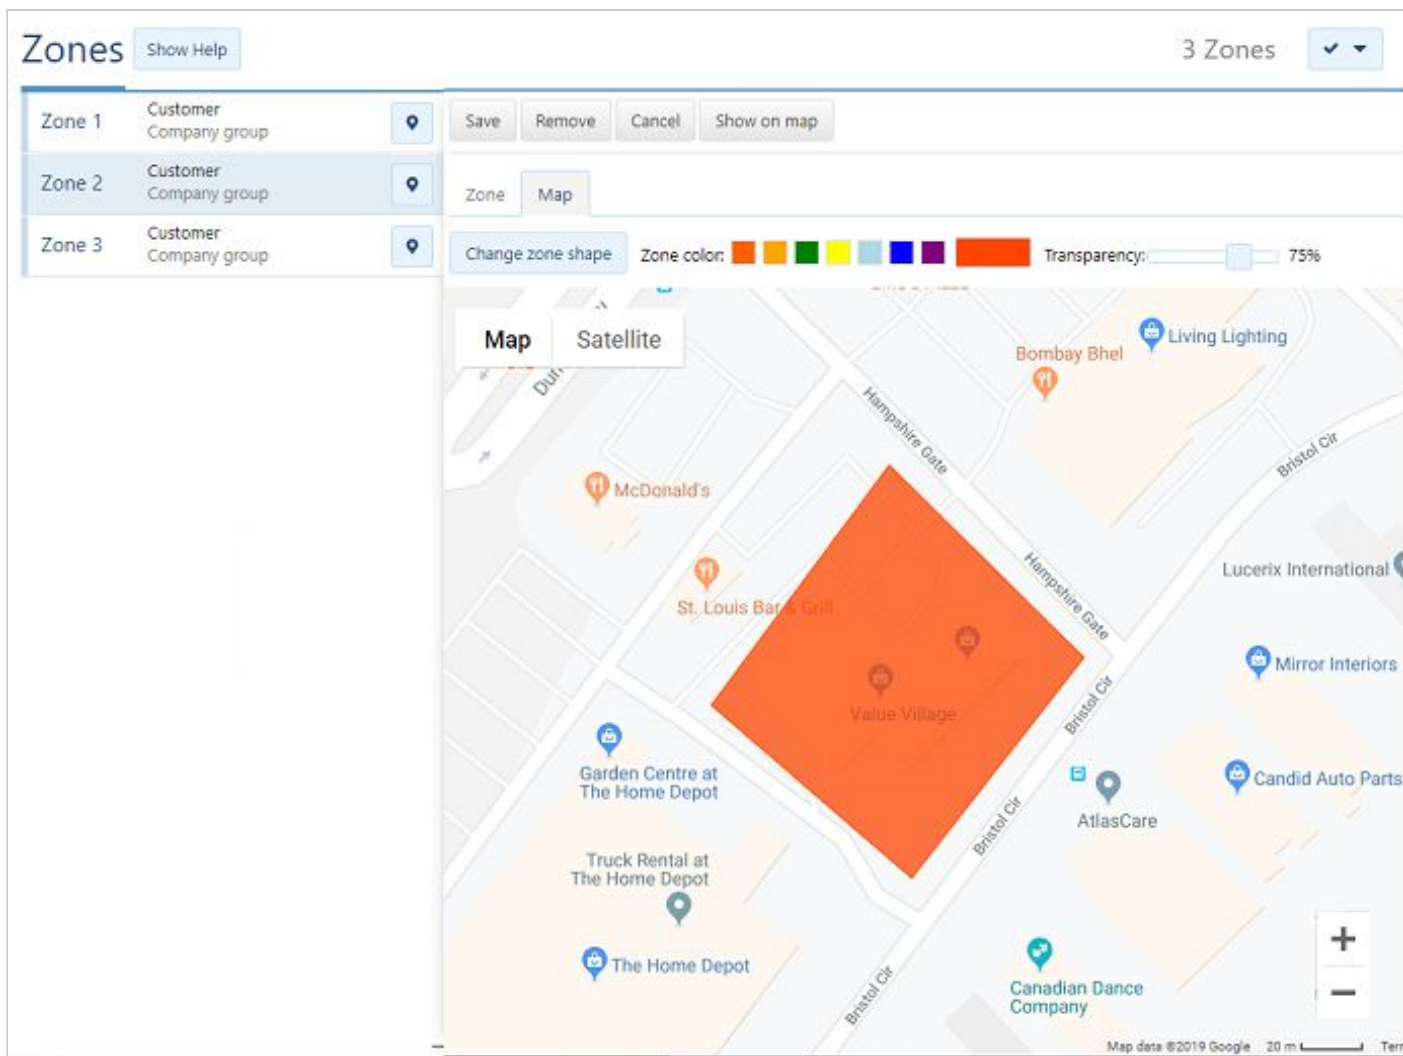 Zones
Show Help
3 Zones
Zone 1
Customer
Company group
Zone 2
Customer
Company group
Zone 3
Customer
Company group
Save
Remove
Cancel
Show on map
Zone
Map
Change zone shape
Zone color:
Transparency:
75%
Map
Satellite
Living Lighting
Bombay Bhel
Hampshire Gate
Bristol Cir
McDonald's
Hampshire Gate
Lucerix International
St. Louis Bar & Grill
Mirror Interiors
Value Village
Bristol Cir
Garden Centre at
The Home Depot
Candid Auto Parts
AtlasCare
Bristol Cir
Truck Rental at
The Home Depot
The Home Depot
Canadian Dance
Company
Bristol Cir
Map data ©2019 Google
20 m